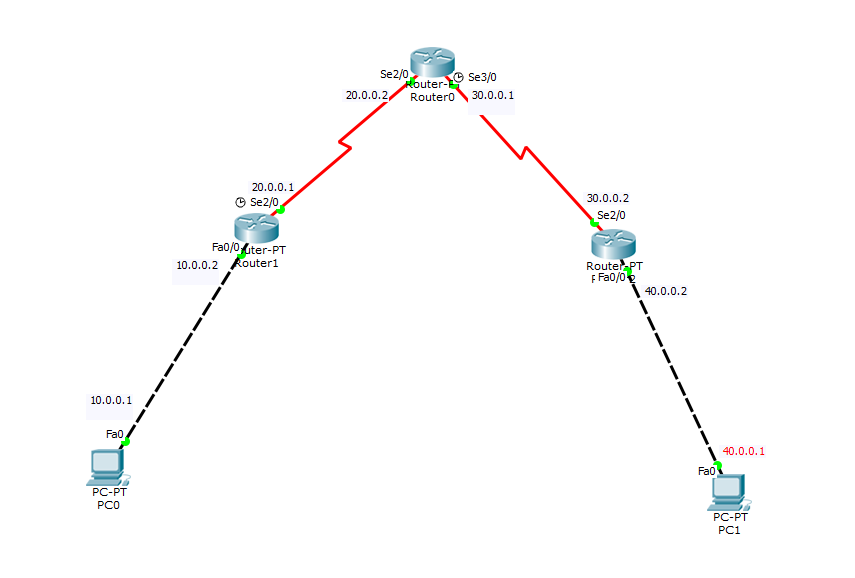 Se2/0
Se3/0
Router0
20.0.0.2
30.0.0.1
20.0.0.1
Se2/0
30.0.0.2
Se2/0
Fa0/0
Router1
10.0.0.2
Router-PT
Fa0/0
40.0.0.2
10.0.0.1
Fa0
PC-PT
PC0
40.0.0.1
Fa0
PC-PT
PC1